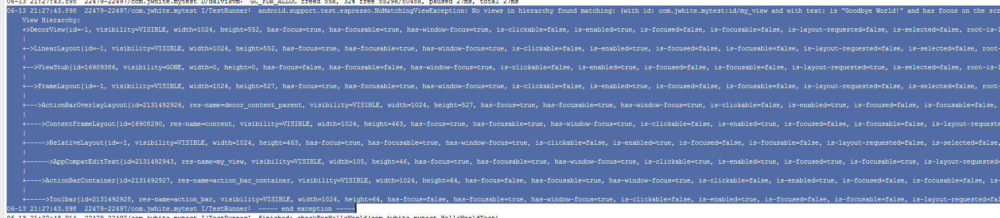 06-13 21:27:43.898 22479-22497/com.jwhite.mytest D/dalvikvm: GC_FOR_ALLOC freed 55K, 32% free 5529K/8048K, paused 27ms, total 27ms
06-13 21:27:43.898 22479-22497/com.jwhite.mytest I/TestRunner: android.support.test.espresso.NoMatchingViewException: No views in hierarchy found matching: (with id: com.jwhite.mytest:id/my_view and with text: is "Goodbye World!" and has focus on the scr
View Hierarchy:
+>DecorView{id=-1, visibility=VISIBLE, width=1024, height=552, has-focus=true, has-focusable=true, has-window-focus=true, is-clickable=false, is-enabled=true, is-focused=false, is-focusable=false, is-layout-requested=false, is-selected=false, root-is-l
|
+->LinearLayout{id=-1, visibility=VISIBLE, width=1024, height=552, has-focus=true, has-focusable=true, has-window-focus=true, is-clickable=false, is-enabled=true, is-focused=false, is-focusable=false, is-layout-requested=false, is-selected=false, root-
|
+-->ViewStub{id=16909386, visibility=GONE, width=0, height=0, has-focus=false, has-focusable=false, has-window-focus=true, is-clickable=false, is-enabled=true, is-focused=false, is-focusable=false, is-layout-requested=true, is-selected=false, root-is-l
|
+-->FrameLayout{id=-1, visibility=VISIBLE, width=1024, height=527, has-focus=true, has-focusable=true, has-window-focus=true, is-clickable=false, is-enabled=true, is-focused=false, is-focusable=false, is-layout-requested=false, is-selected=false, root-
|
+--->ActionBarOverlayLayout{id=2131492926, res-name=decor_content_parent, visibility=VISIBLE, width=1024, height=527, has-focus=true, has-focusable=true, has-window-focus=true, is-clickable=false, is-enabled=true, is-focused=false, is-focusable=false,
|
+---->ContentFrameLayout{id=16908290, res-name=content, visibility=VISIBLE, width=1024, height=463, has-focus=true, has-focusable=true, has-window-focus=true, is-clickable=false, is-enabled=true, is-focused=false, is-focusable=false, is-layout-requeste
|
+----->RelativeLayout{id=-1, visibility=VISIBLE, width=1024, height=463, has-focus=true, has-focusable=true, has-window-focus=true, is-clickable=false, is-enabled=true, is-focused=false, is-focusable=false, is-layout-requested=false, is-selected=false,
|
+------>AppCompatEditText{id=2131492943, res-name=my_view, visibility=VISIBLE, width=105, height=46, has-focus=true, has-focusable=true, has-window-focus=true, is-clickable=true, is-enabled=true, is-focused=true, is-focusable=true, is-layout-requested=
|
+---->ActionBarContainer{id=2131492927, res-name=action_bar_container, visibility=VISIBLE, width=1024, height=64, has-focus=false, has-focusable=true, has-window-focus=true, is-clickable=false, is-enabled=true, is-focused=false, is-focusable=false, is-
|
+----->Toolbar{id=2131492928, res-name=action_bar, visibility=VISIBLE, width=1024, height=64, has-focus=false, has-focusable=true, has-window-focus=true, is-clickable=false, is-enabled=true, is-focused=false, is-focusable=false, is-layout-requested=fal
06-13 21:27:43.898 22479-22497/com.jwhite.mytest I/TestRunner: ----- end exception -----
06-13 21:27:43.914 22479-22497/com.jwhite.mytest I/TestRunner: finished: checkForHelloWorld(com.jwhite.mytest.HelloWorldTest)